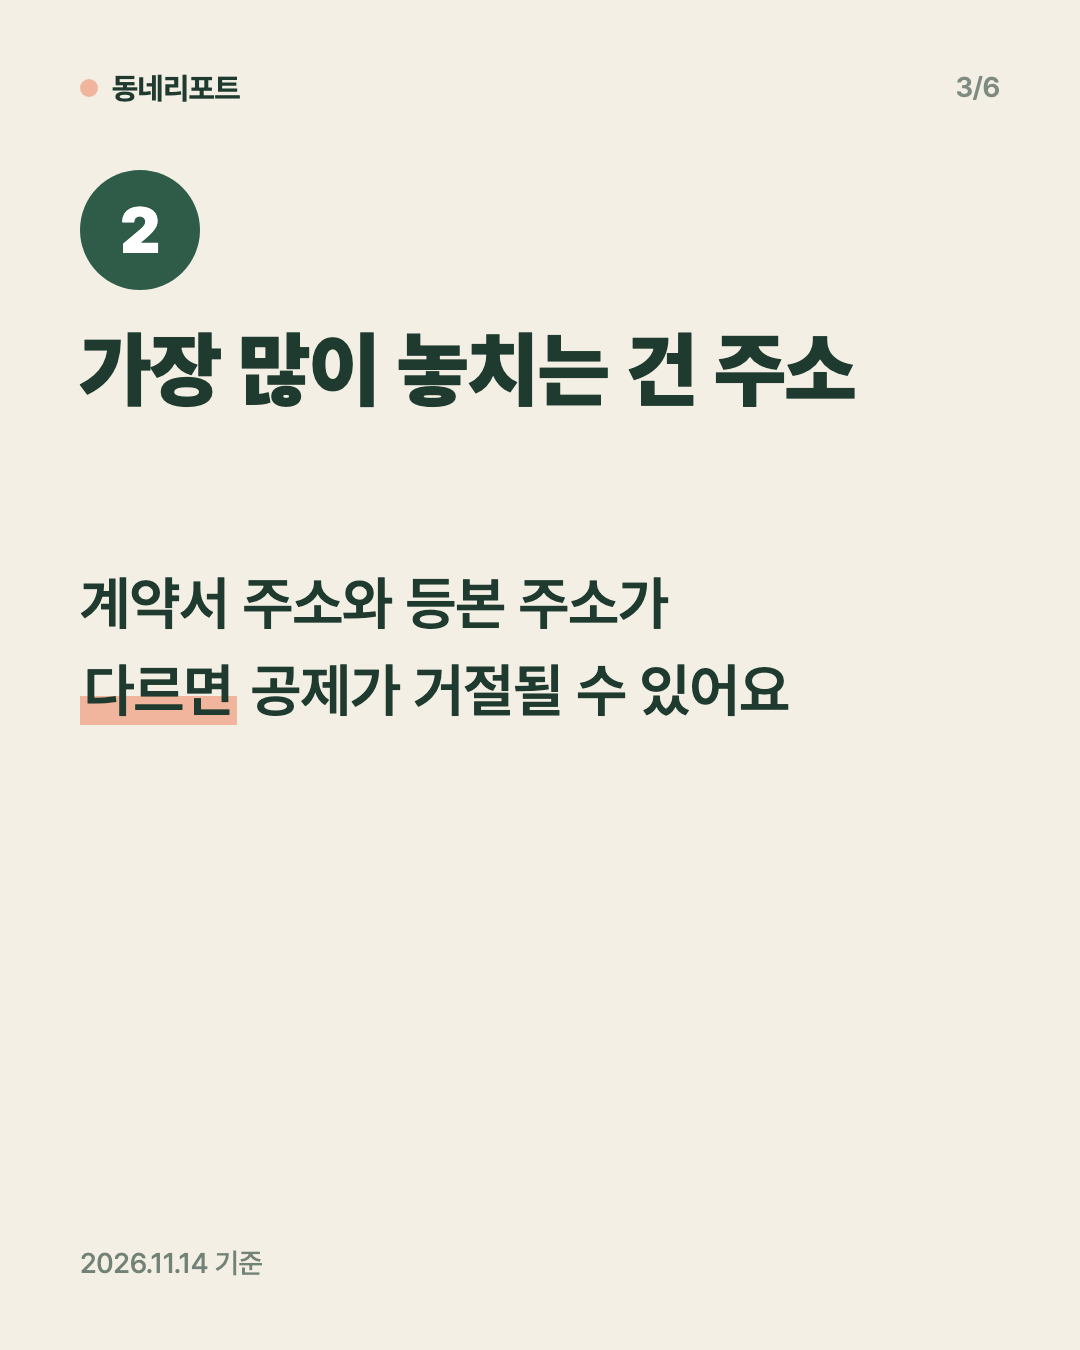 동네리포트
3/6
2
가장 많이 놓치는 건 주소
계약서 주소와 등본 주소가
다르면 공제가 거절될 수 있어요
2026.11.14 기준